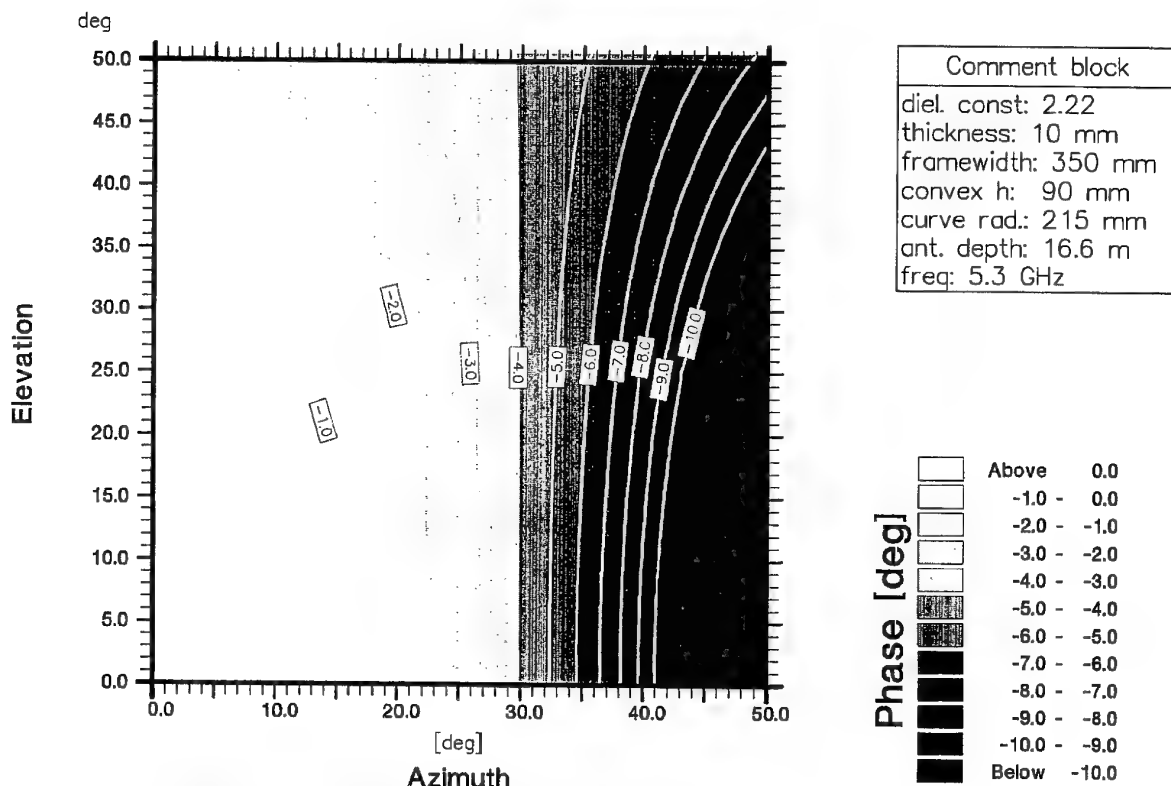 deg
50.0
45.0
40.0
35.0
30.0
25.0
20.0
15.0
10.0
5.0
0.0
Elevation
-1.0
-2.0
-3.0
-4.0
-5.0
-6.0
-7.0
-8.0
-9.0
-10.0
0.0 10.0 20.0 30.0 40.0 50.0
[deg]
Azimuth
Comment block
diel. const: 2.22
thickness: 10 mm
framewidth: 350 mm
convex h: 90 mm
curve rad.: 215 mm
ant. depth: 16.6 m
freq: 5.3 GHz
Phase [deg]
Above 0.0
-1.0 - 0.0
-2.0 - -1.0
-3.0 - -2.0
-4.0 - -3.0
-5.0 - -4.0
-6.0 - -5.0
-7.0 - -6.0
-8.0 - -7.0
-9.0 - -8.0
-10.0 - -9.0
Below -10.0